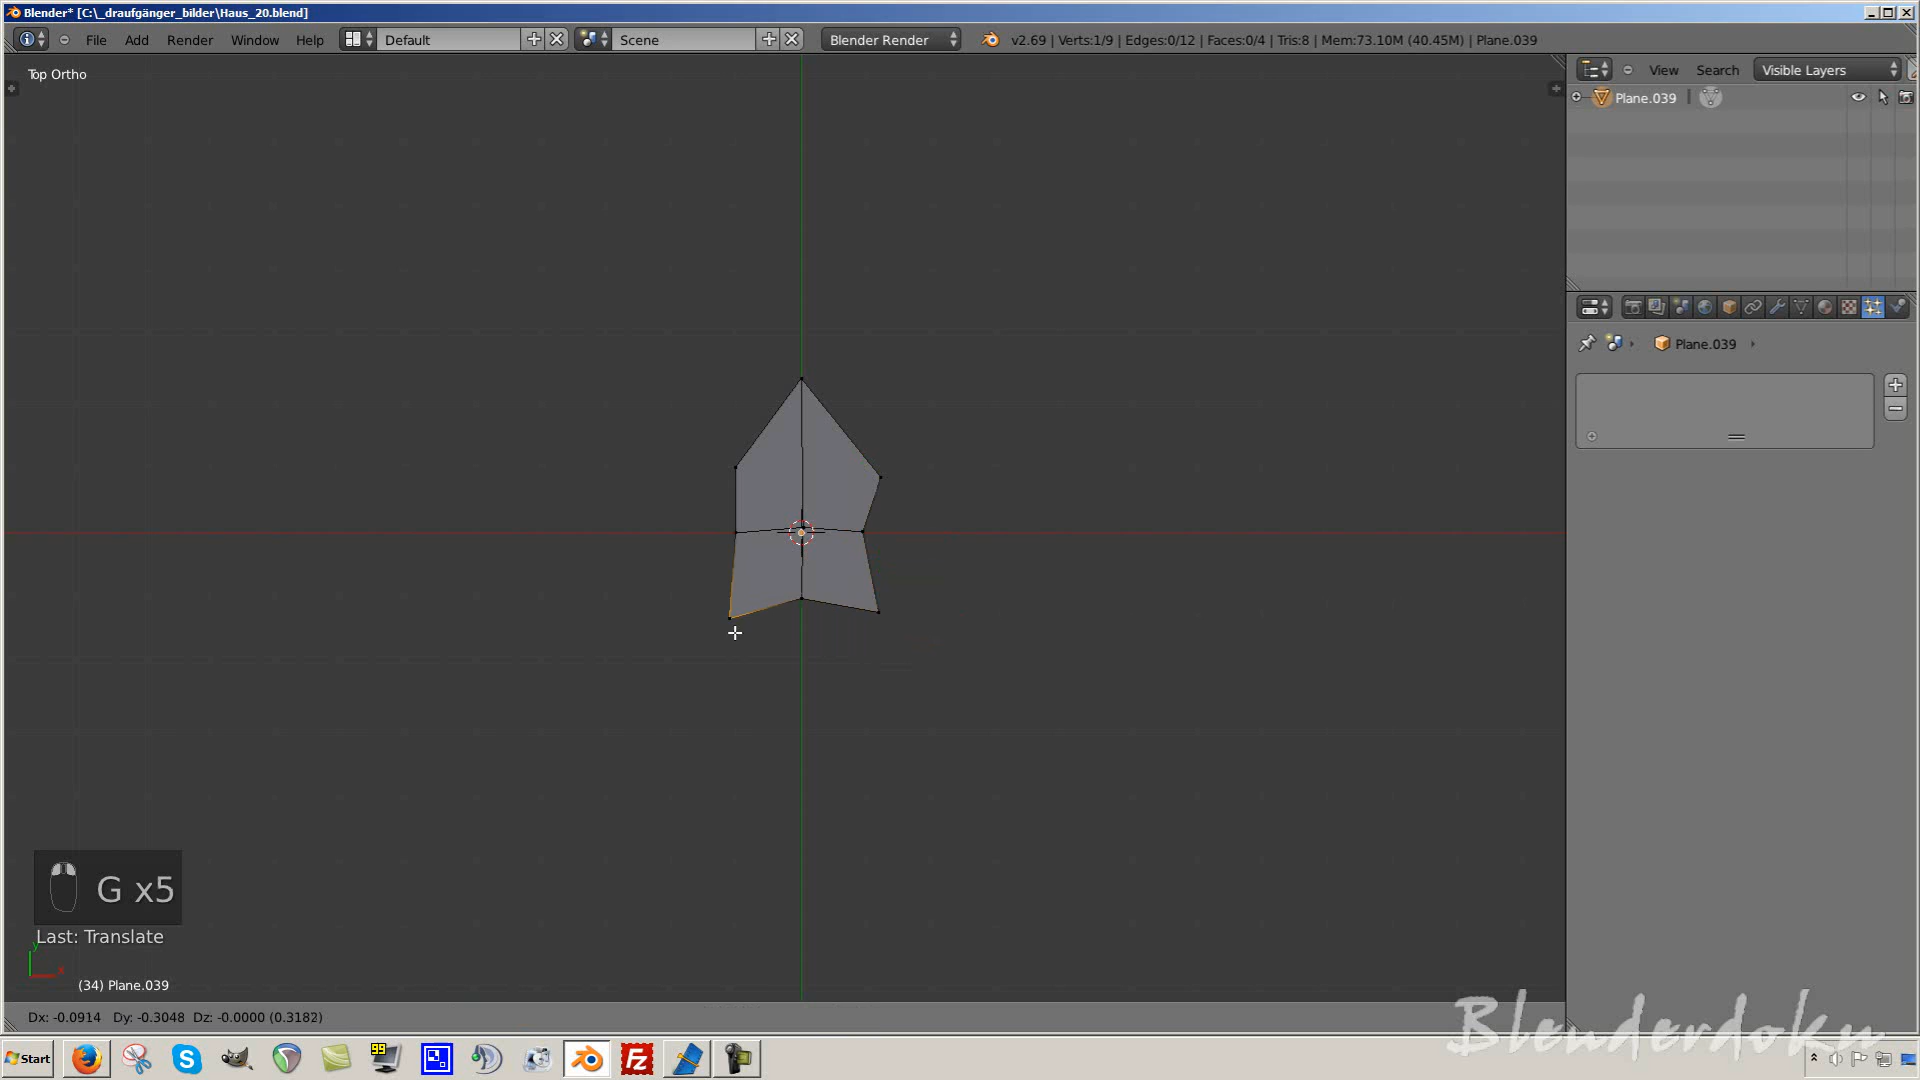 Blender* [C:\_draufgänger_bilder\Haus_20.blend]
File Add Render Window Help Default Scene Blender Render v2.69 | Verts:1/9 | Edges:0/12 | Faces:0/4 | Tris:8 | Mem:73.10M (40.45M) | Plane.039
Top Ortho
View Search Visible Layers
Plane.039
Plane.039
G x5
Last: Translate
y
x
(34) Plane.039
Dx: -0.0914 Dy: -0.3048 Dz: -0.0000 (0.3182)
Blenderdoku
Start
99
S
FZ